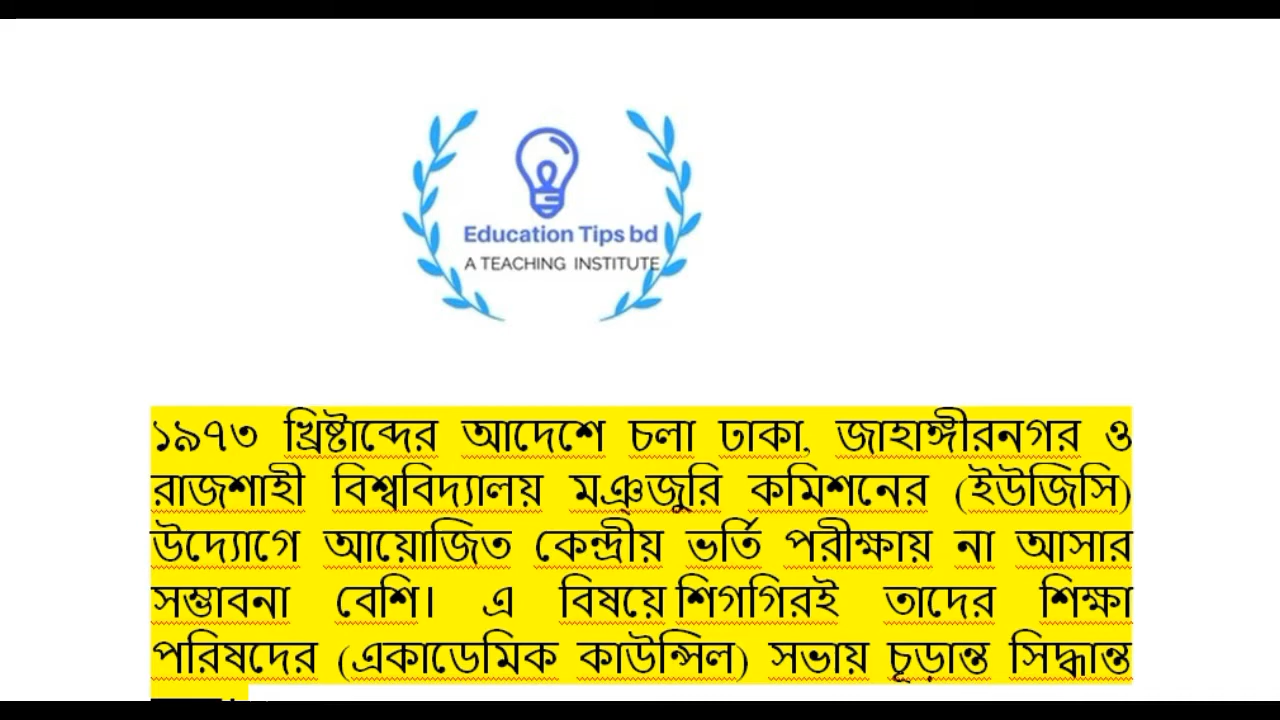 Education Tips bd
A TEACHING INSTITUTE
১৯৭৩ খ্রিষ্টাব্দের আদেশে চলা ঢাকা, জাহাঙ্গীরনগর ও
রাজশাহী বিশ্ববিদ্যালয় মঞ্জুরি কমিশনের (ইউজিসি)
উদ্যোগে আয়োজিত কেন্দ্রীয় ভর্তি পরীক্ষায় না আসার
সম্ভাবনা বেশি। এ বিষয়ে শিগগিরই তাদের শিক্ষা
পরিষদের (একাডেমিক কাউন্সিল) সভায় চূড়ান্ত সিদ্ধান্ত